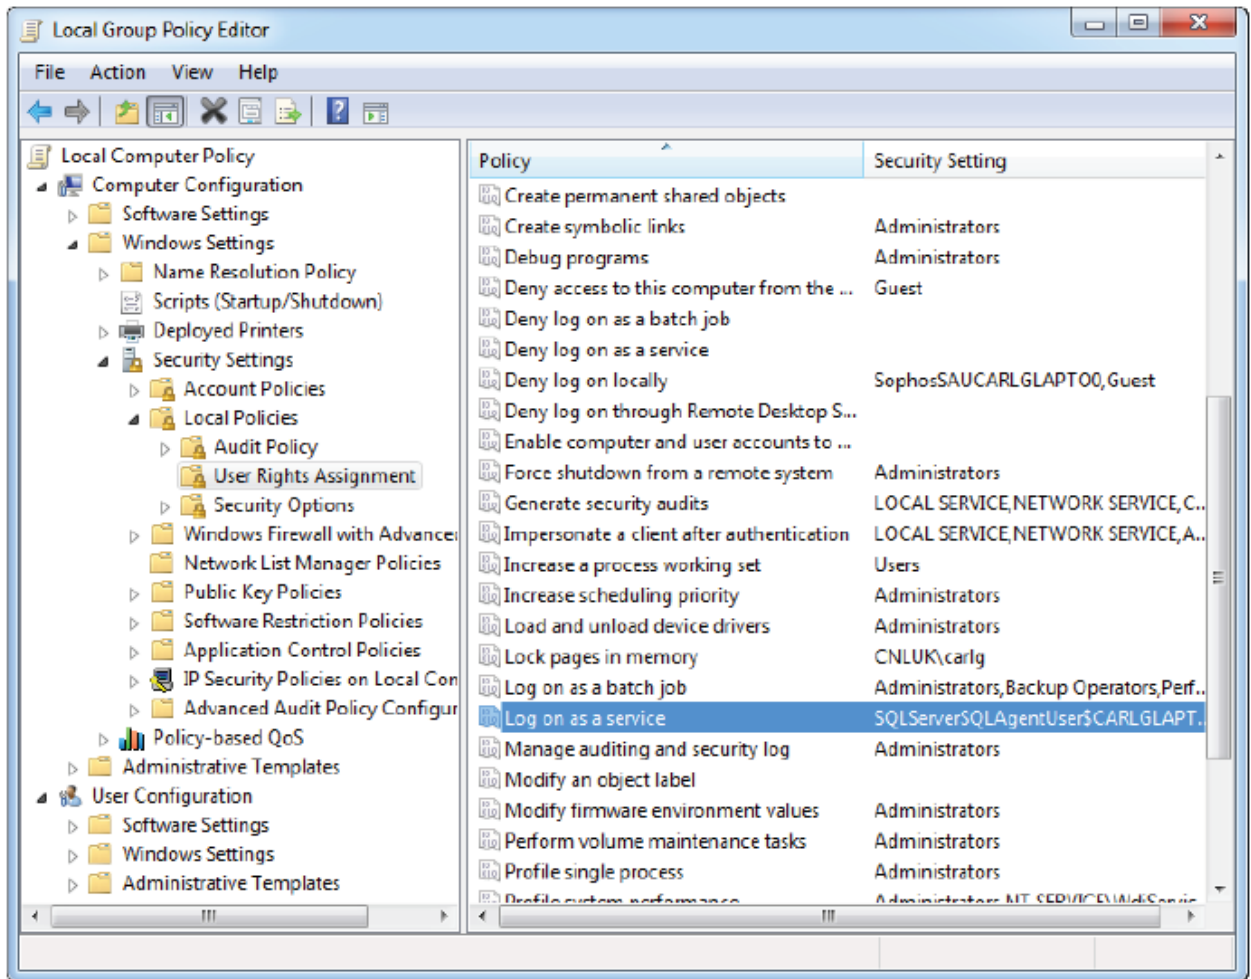 Local Group Policy Editor
File Action View Help
Local Computer Policy
Computer Configuration
Software Settings
Windows Settings
Name Resolution Policy
Scripts (Startup/Shutdown)
Deployed Printers
Security Settings
Account Policies
Local Policies
Audit Policy
User Rights Assignment
Security Options
Windows Firewall with Advance
Network List Manager Policies
Public Key Policies
Software Restriction Policies
Application Control Policies
IP Security Policies on Local Con
Advanced Audit Policy Configur
Policy-based QoS
Administrative Templates
User Configuration
Software Settings
Windows Settings
Administrative Templates
Policy Security Setting
Create permanent shared objects
Create symbolic links Administrators
Debug programs Administrators
Deny access to this computer from the ... Guest
Deny log on as a batch job
Deny log on as a service
Deny log on locally SophosSAUCARLGLAPTO0,Guest
Deny log on through Remote Desktop S...
Enable computer and user accounts to ...
Force shutdown from a remote system Administrators
Generate security audits LOCAL SERVICE,NETWORK SERVICE,C...
Impersonate a client after authentication LOCAL SERVICE,NETWORK SERVICE,A...
Increase a process working set Users
Increase scheduling priority Administrators
Load and unload device drivers Administrators
Lock pages in memory CNLUK\carlg
Log on as a batch job Administrators,Backup Operators,Perf...
Log on as a service SQLServerSQLAgentUser$CARLGLAPT...
Manage auditing and security log Administrators
Modify an object label
Modify firmware environment values Administrators
Perform volume maintenance tasks Administrators
Profile single process Administrators
Profile system performance Administrators,NT SERVICE\WdiServic